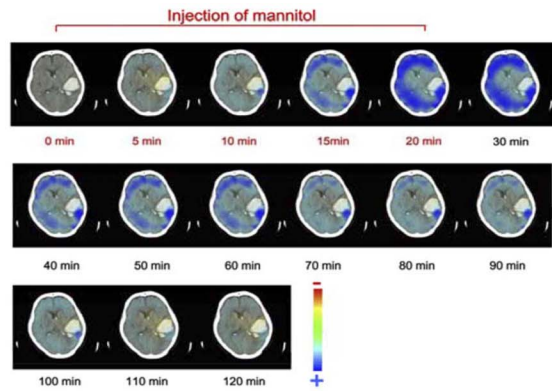 Injection of mannitol
0 min 5 min 10 min 15min 20 min 30 min
40 min 50 min 60 min 70 min 80 min 90 min
100 min 110 min 120 min
-
+